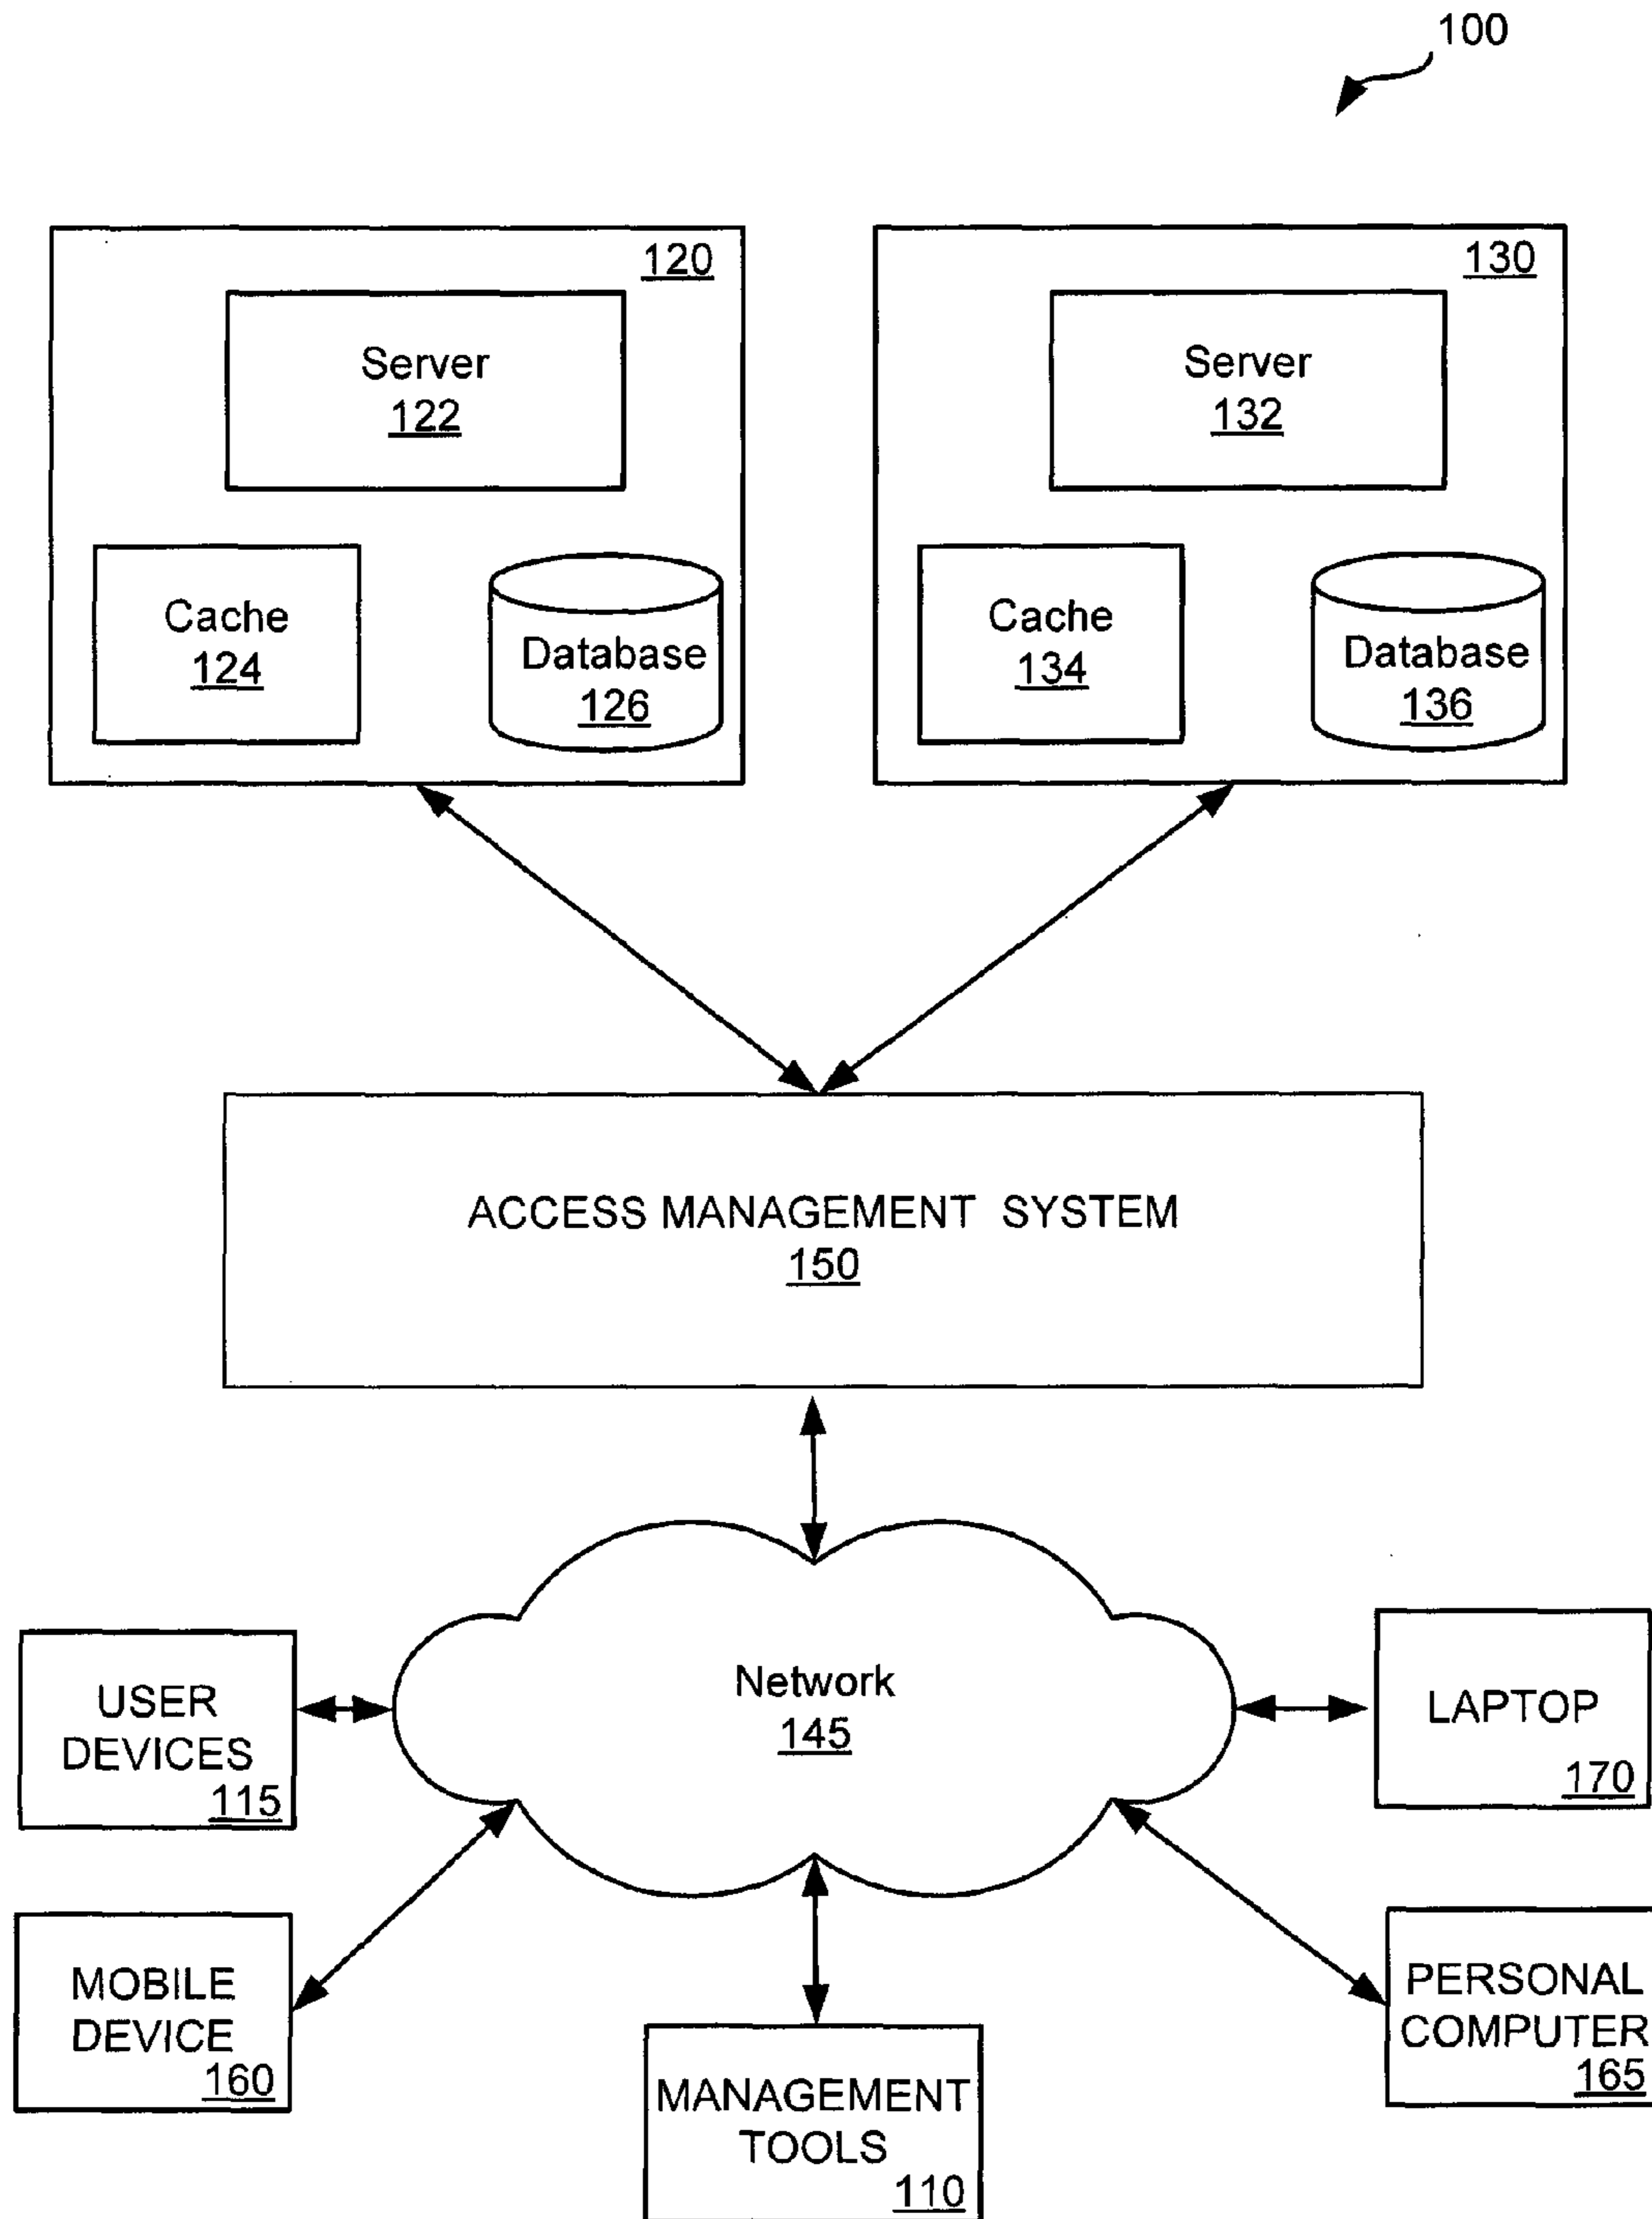 100
120
Server
122
Cache
124
Database
126
130
Server
132
Cache
134
Database
136
ACCESS MANAGEMENT SYSTEM
150
Network
145
USER
DEVICES
115
LAPTOP
170
MOBILE
DEVICE
160
MANAGEMENT
TOOLS
110
PERSONAL
COMPUTER
165